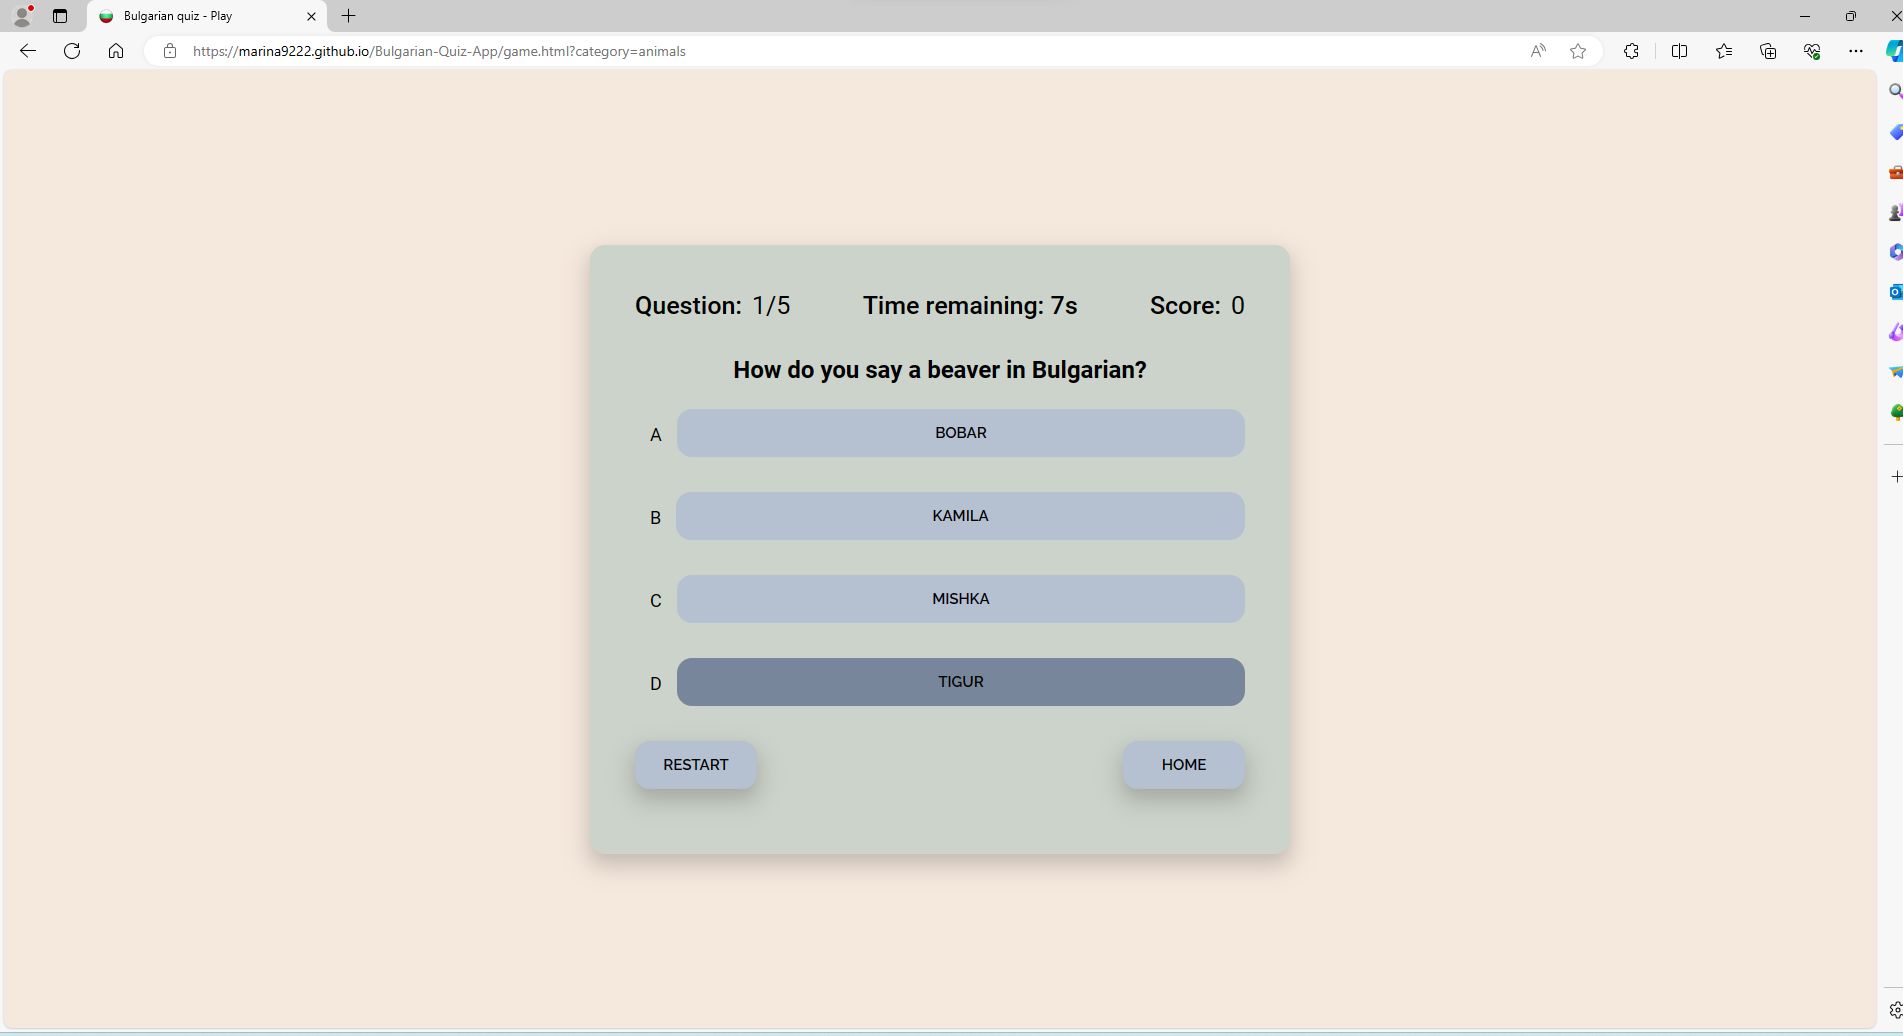 Bulgarian quiz - Play
https://marina9222.github.io/Bulgarian-Quiz-App/game.html?category=animals
Question: 1/5 Time remaining: 7s Score: 0
How do you say a beaver in Bulgarian?
A BOBAR
B KAMILA
C MISHKA
D TIGUR
RESTART HOME